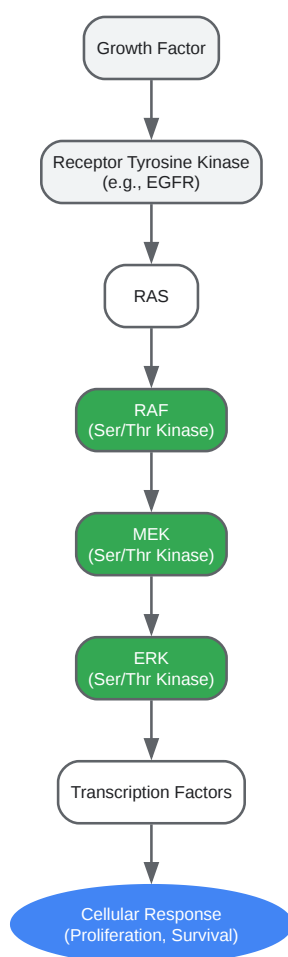 Growth Factor
Receptor Tyrosine Kinase
(e.g., EGFR)
RAS
RAF
(Ser/Thr Kinase)
MEK
(Ser/Thr Kinase)
ERK
(Ser/Thr Kinase)
Transcription Factors
Cellular Response
(Proliferation, Survival)